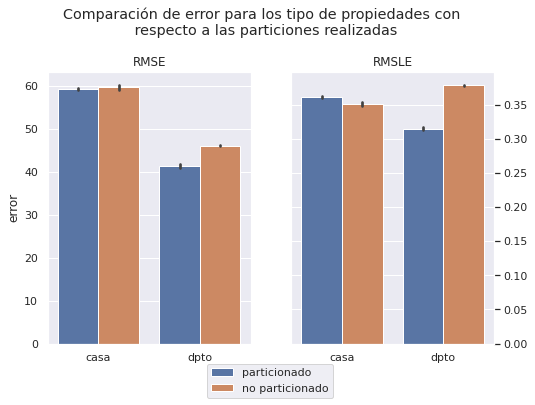 Comparación de error para los tipo de propiedades con
respecto a las particiones realizadas
RMSE
RMSLE
error
60
50
40
30
20
10
0
casa
dpto
0.35
0.30
0.25
0.20
0.15
0.10
0.05
0.00
casa
dpto
particionado
no particionado